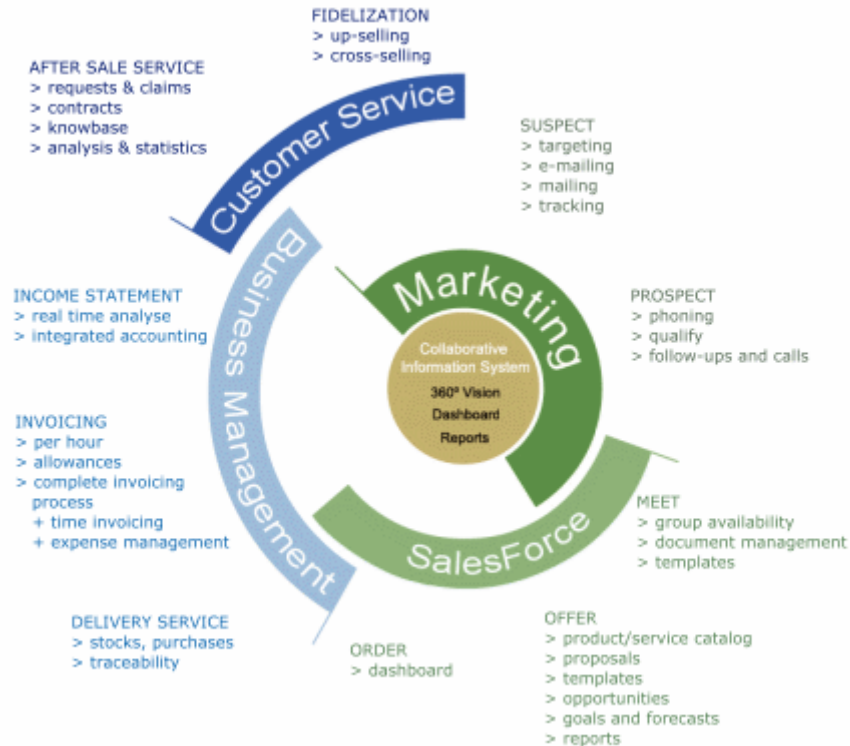 FIDELIZATION
> up-selling
> cross-selling
AFTER SALE SERVICE
> requests & claims
> contracts
> knowbase
> analysis & statistics
Customer Service
SUSPECT
> targeting
> e-mailing
> mailing
> tracking
Business Management
Marketing
INCOME STATEMENT
> real time analyse
> integrated accounting
PROSPECT
> phoning
> qualify
> follow-ups and calls
Collaborative
Information System
360° Vision
Dashboard
Reports
INVOICING
> per hour
> allowances
> complete invoicing
process
+ time invoicing
+ expense management
SalesForce
MEET
> group availability
> document management
> templates
DELIVERY SERVICE
> stocks, purchases
> traceability
ORDER
> dashboard
OFFER
> product/service catalog
> proposals
> templates
> opportunities
> goals and forecasts
> reports